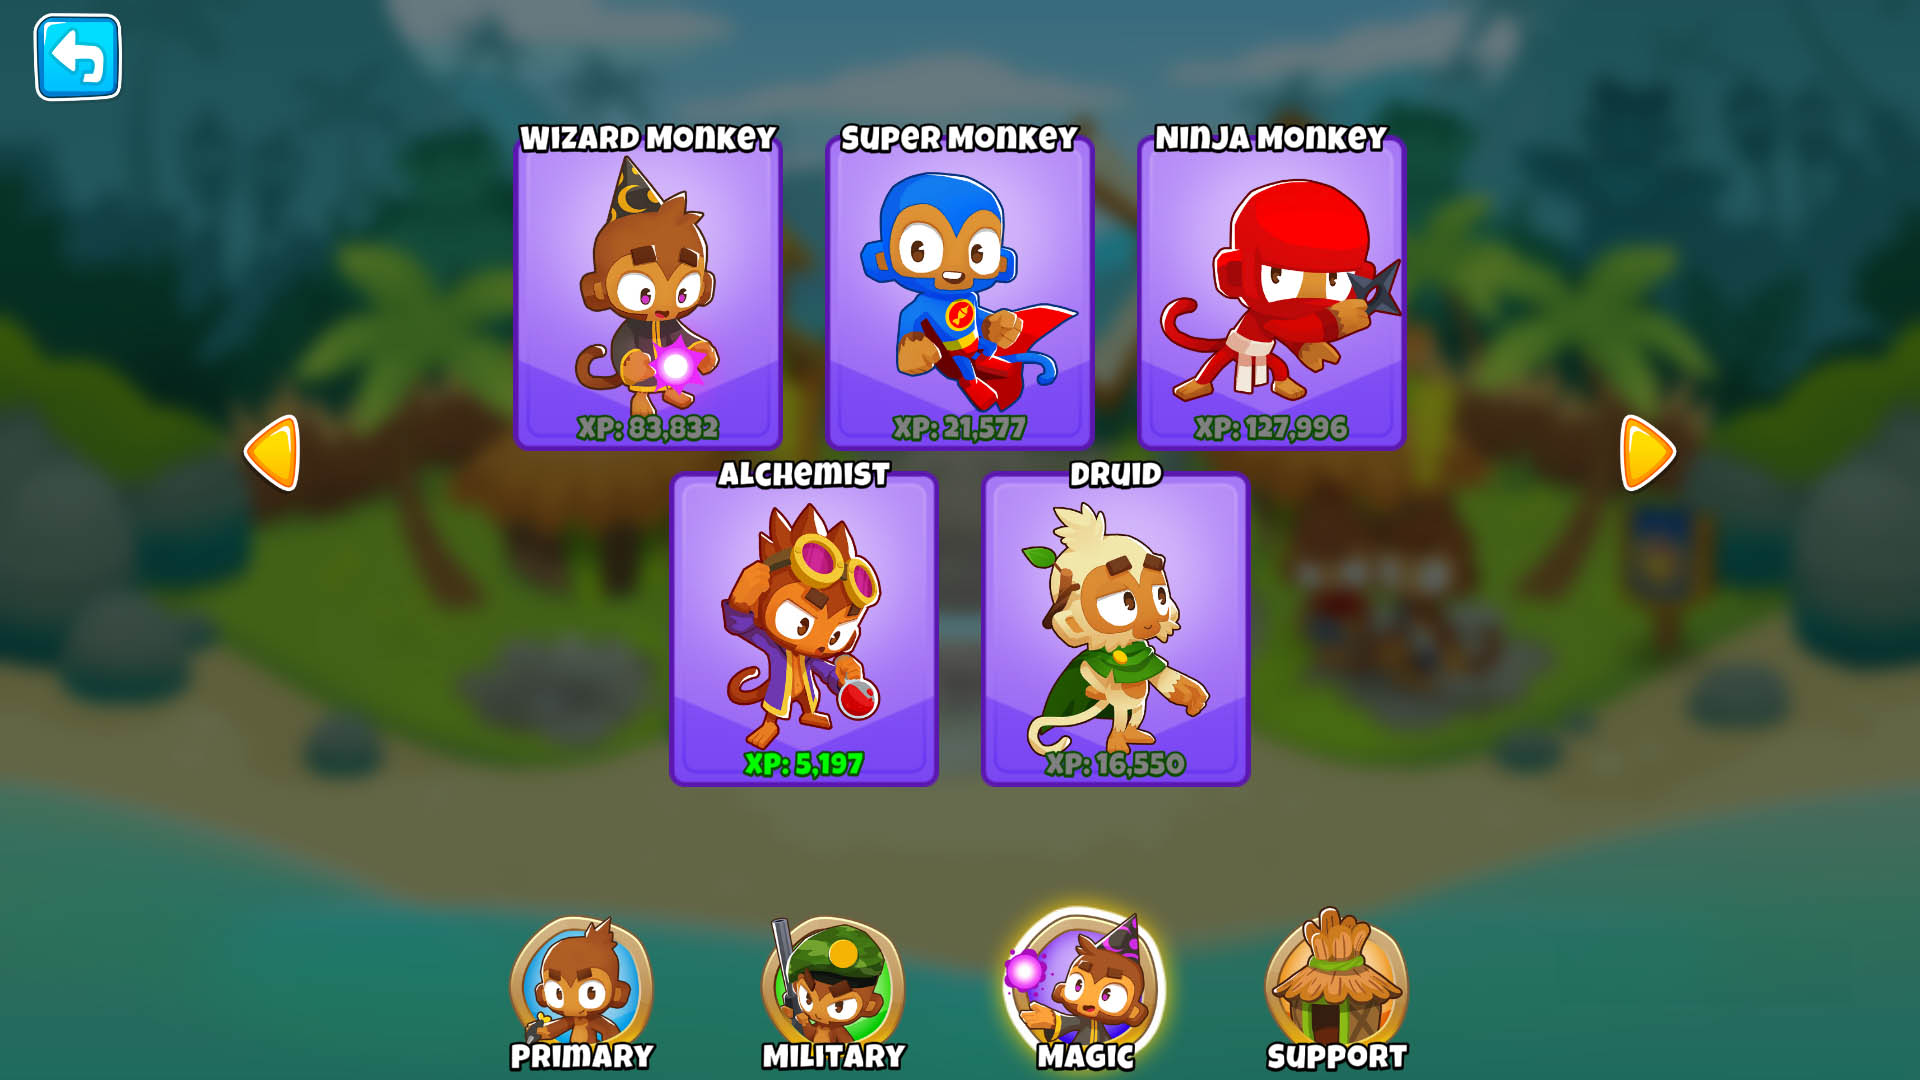 WIZARD MONKEY
SUPER MONKEY
NINJA MONKEY
XP: 83,832
XP: 21,577
XP: 127,996
ALCHEMIST
DRUID
XP: 5,197
XP: 16,550
PRIMARY
MILITARY
MAGIC
SUPPORT